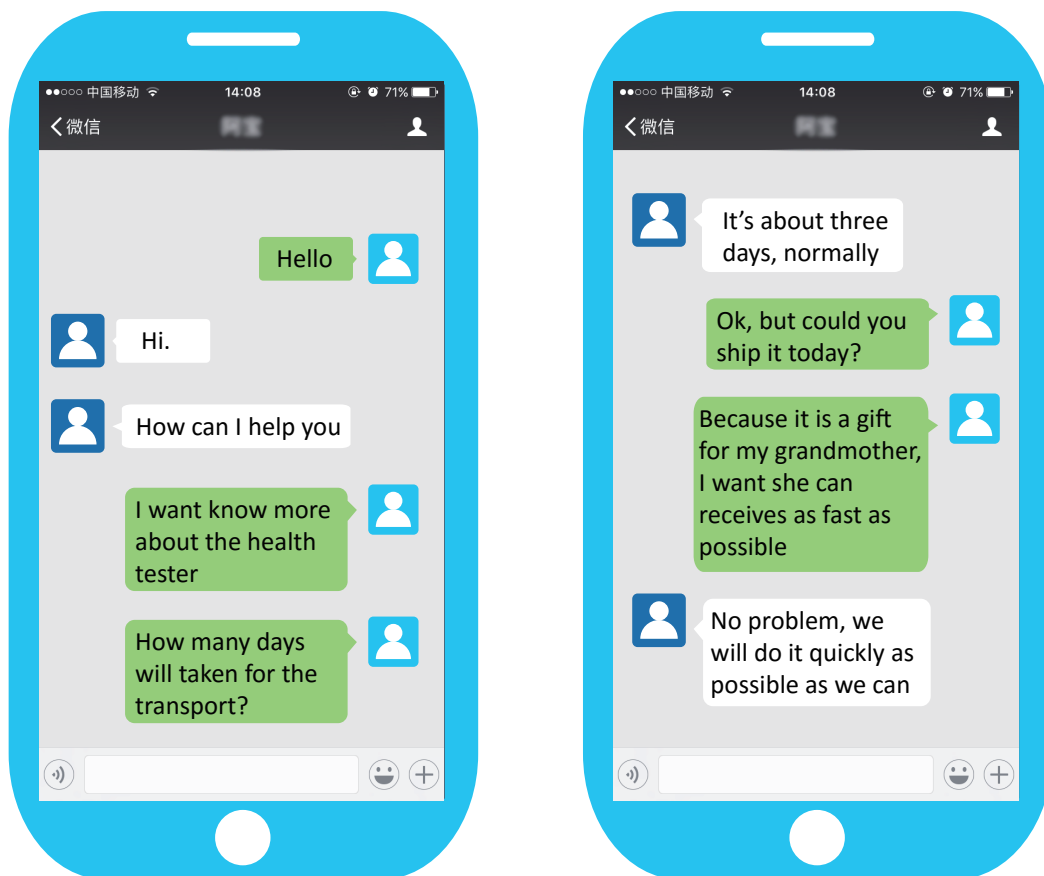 中国移动 14:08 71%
微信 阿宝
Hello
Hi.
How can I help you
I want know more
about the health
tester
How many days
will taken for the
transport?
中国移动 14:08 71%
微信 阿宝
It’s about three
days, normally
Ok, but could you
ship it today?
Because it is a gift
for my grandmother,
I want she can
receives as fast as
possible
No problem, we
will do it quickly as
possible as we can